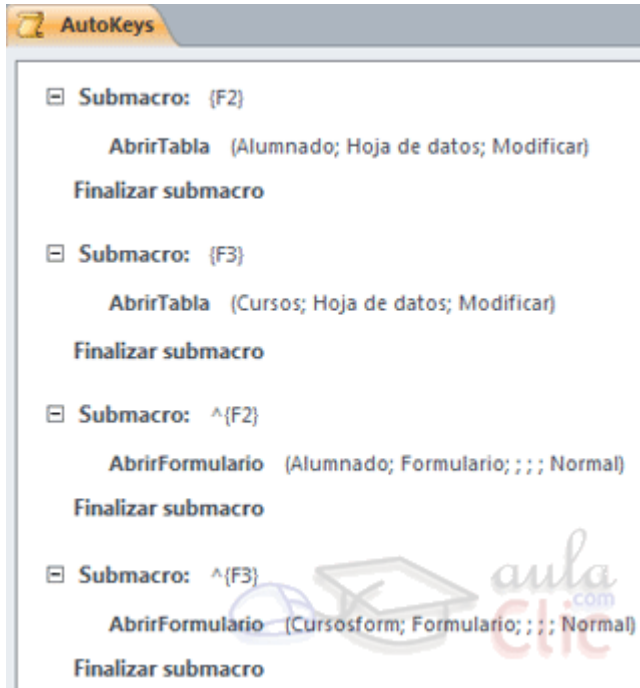 AutoKeys
Submacro: {F2}
AbrirTabla (Alumnado; Hoja de datos; Modificar)
Finalizar submacro
Submacro: {F3}
AbrirTabla (Cursos; Hoja de datos; Modificar)
Finalizar submacro
Submacro: ^{F2}
AbrirFormulario (Alumnado; Formulario; ; ; ; Normal)
Finalizar submacro
Submacro: ^{F3}
AbrirFormulario (Cursosform; Formulario; ; ; ; Normal)
Finalizar submacro
aula
.com
Clic